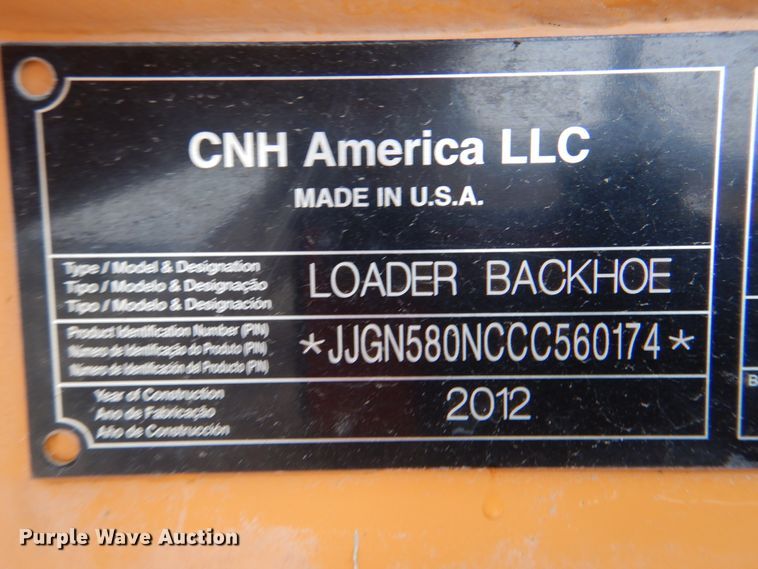 CNH America LLC
MADE IN U.S.A.
Type / Model & Designation
Tipo / Modelo & Designação
Tipo / Modelo & Designación
LOADER BACKHOE
Product Identification Number (PIN)
Número de Identificação do Produto (PIN)
Número de Identificación del Producto (PIN)
*JJGN580NCCC560174*
Year of Construction
Ano de Fabricação
Año de Construcción
2012
B
Purple Wave Auction